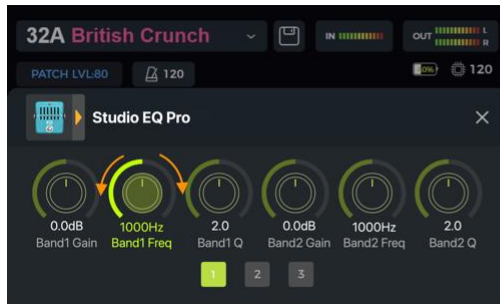 32A British Crunch
IN
OUT
L
R
PATCH LVL:80
120
0%
120
Studio EQ Pro
0.0dB
1000Hz
2.0
0.0dB
1000Hz
2.0
Band1 Gain
Band1 Freq
Band1 Q
Band2 Gain
Band2 Freq
Band2 Q
1
2
3